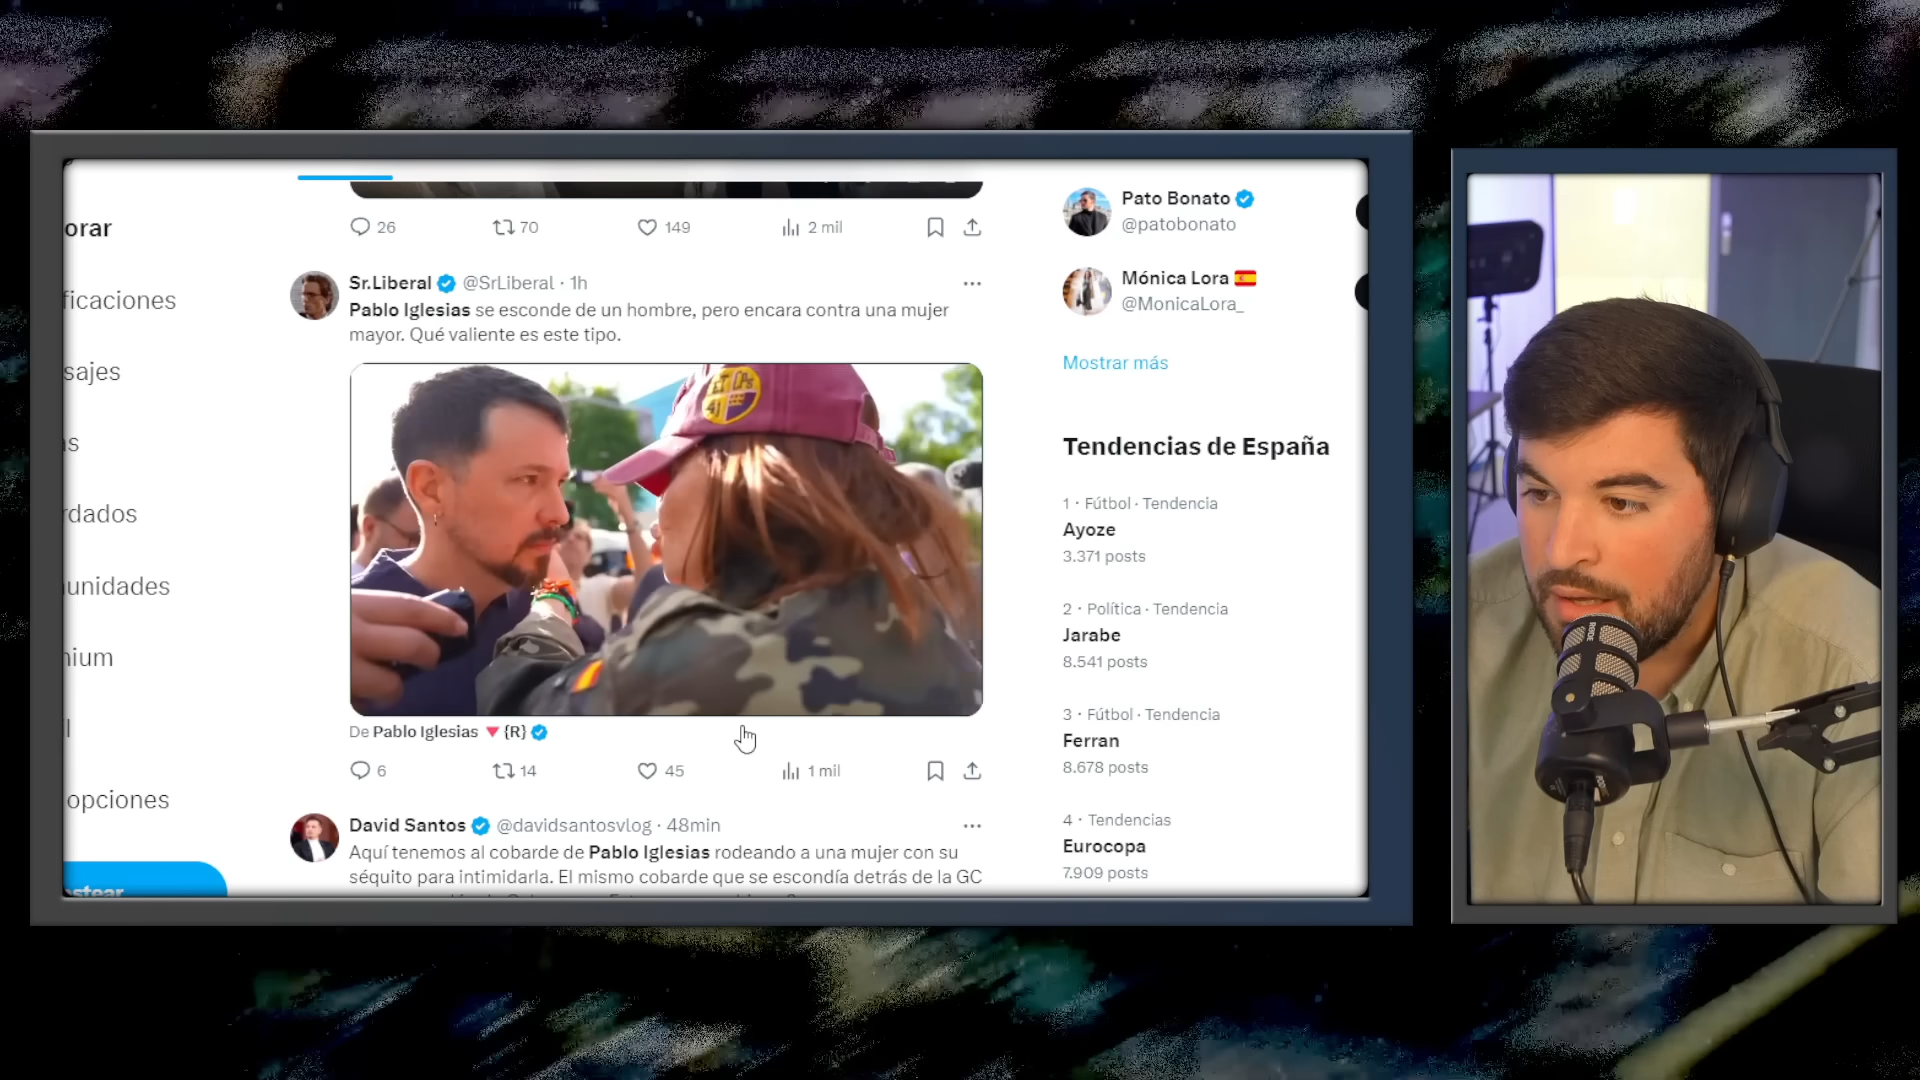 orar
ficaciones
sajes
as
rdados
unidades
nium
opciones
ostear
26
70
149
2 mil
Sr.Liberal @SrLiberal · 1h
Pablo Iglesias se esconde de un hombre, pero encara contra una mujer
mayor. Qué valiente es este tipo.
De Pablo Iglesias {R}
6
14
45
1 mil
David Santos @davidsantosvlog · 48min
Aquí tenemos al cobarde de Pablo Iglesias rodeando a una mujer con su
séquito para intimidarla. El mismo cobarde que se escondía detrás de la GC
Pato Bonato
@patobonato
Mónica Lora
@MonicaLora_
Mostrar más
Tendencias de España
1 · Fútbol · Tendencia
Ayoze
3.371 posts
2 · Política · Tendencia
Jarabe
8.541 posts
3 · Fútbol · Tendencia
Ferran
8.678 posts
4 · Tendencias
Eurocopa
7.909 posts
RØDE